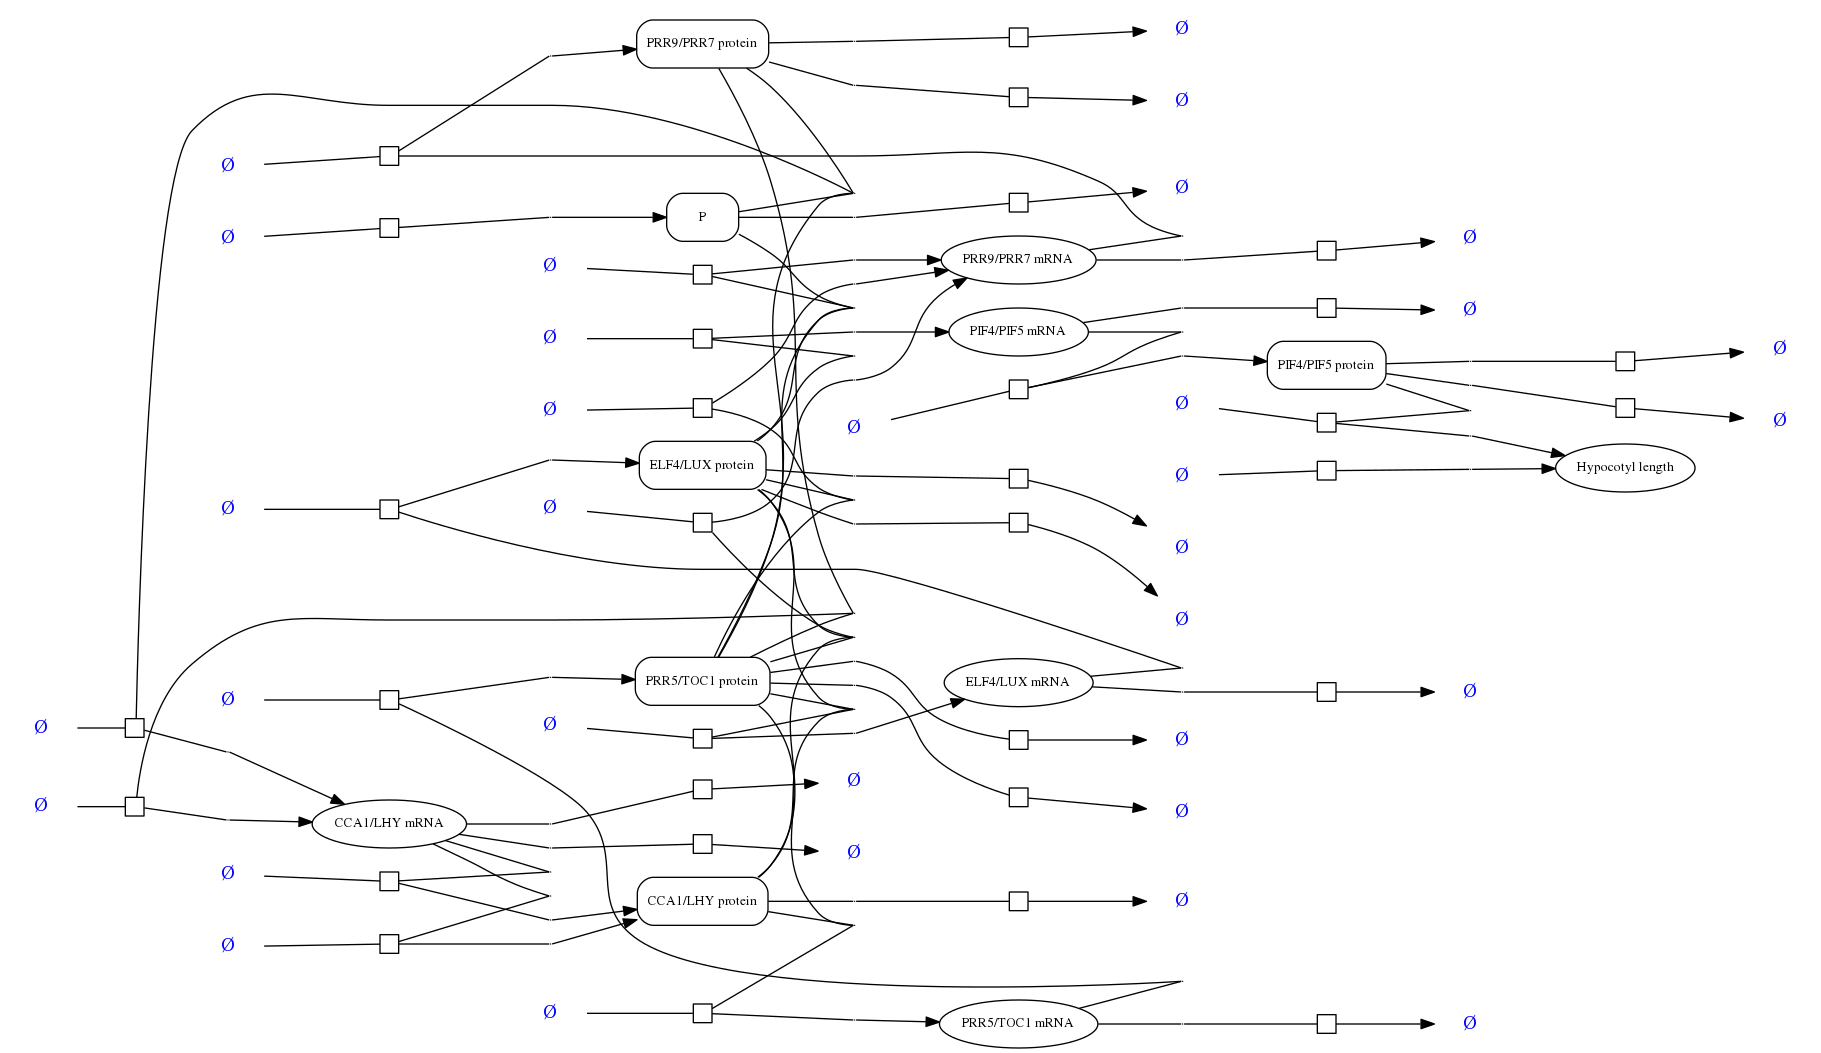 Ø
PRR9/PRR7 protein
Ø
Ø
Ø
P
Ø
Ø
PRR9/PRR7 mRNA
Ø
Ø
PIF4/PIF5 mRNA
Ø
Ø
PIF4/PIF5 protein
Ø
Ø
Ø
Ø
ELF4/LUX protein
Hypocotyl length
Ø
Ø
Ø
Ø
Ø
PRR5/TOC1 protein
ELF4/LUX mRNA
Ø
Ø
Ø
Ø
Ø
Ø
Ø
Ø
CCA1/LHY mRNA
Ø
Ø
CCA1/LHY protein
Ø
Ø
Ø
PRR5/TOC1 mRNA
Ø